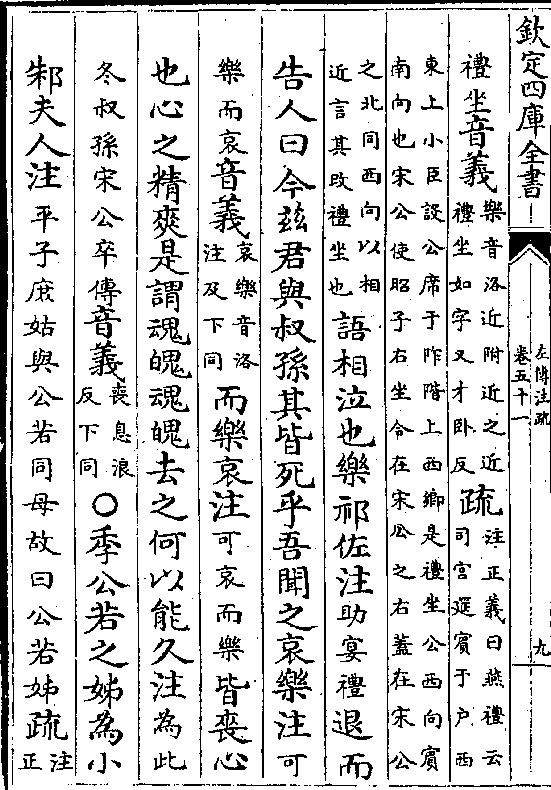 欽定四庫全書
左傳注疏
卷五十一
九
禮坐音義樂音洛近附近之近
禮坐如字又才卧反疏注正義曰燕禮云
司宫筵賓于户西
東上小臣設公席于阼階上西鄉是禮坐公西向賓
南向也宋公使昭子右坐令在宋公之右蓋在宋公
之北同西向以相
近言其改禮坐也語相泣也樂祁佐注助宴禮退而
告人曰今兹君與叔孫其皆死乎吾聞之哀樂注可
樂而哀音義哀樂音洛
注及下同而樂哀注可哀而樂皆喪心
也心之精爽是謂魂魄魂魄去之何以能久注為此
冬叔孫宋公卒傳音義喪息浪
反下同○季公若之姊為小
邾夫人注平子庶姑與公若同母故曰公若姊疏注
正